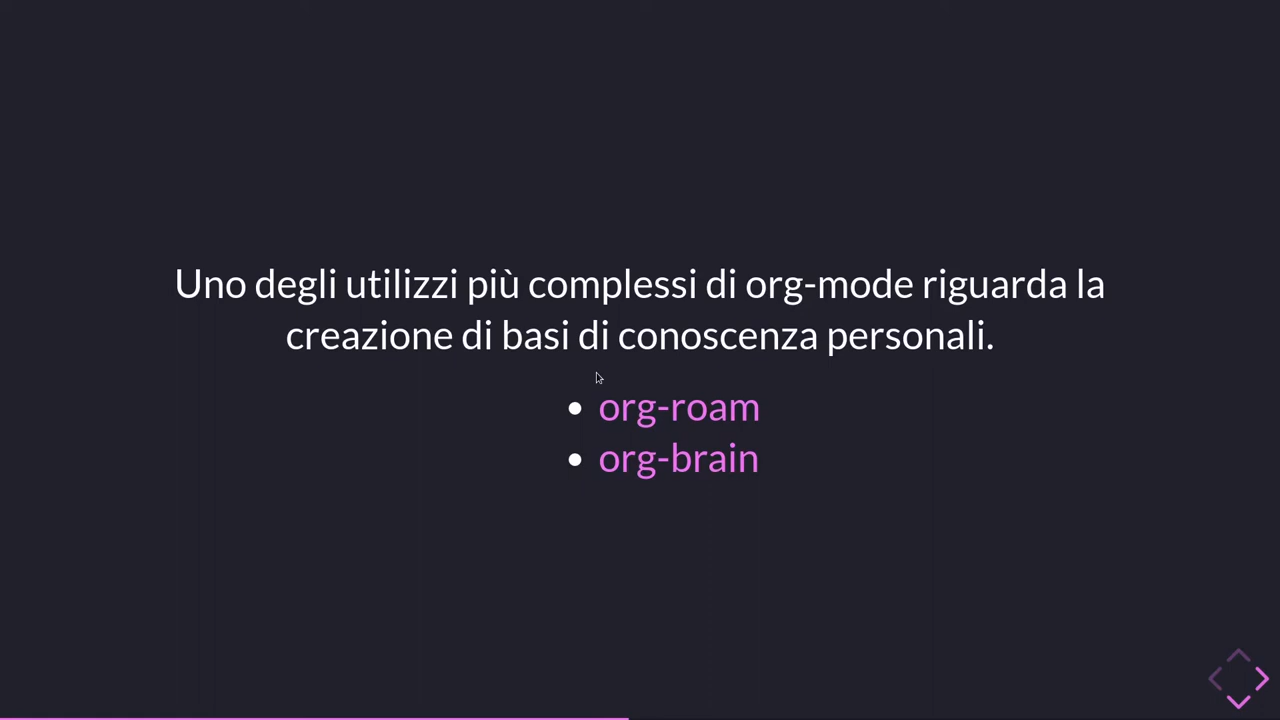 Uno degli utilizzi più complessi di org-mode riguarda la
creazione di basi di conoscenza personali.
org-roam
org-brain